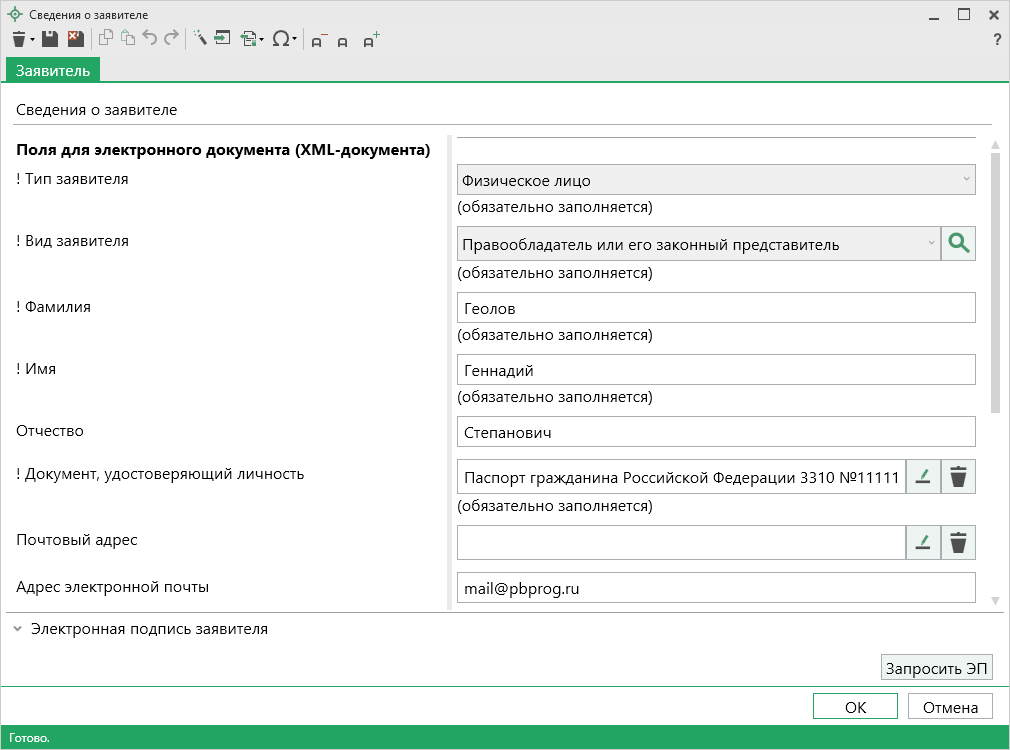 Сведения о заявителе
?
Заявитель
Сведения о заявителе
Поля для электронного документа (XML-документа)
! Тип заявителя
Физическое лицо
(обязательно заполняется)
! Вид заявителя
Правообладатель или его законный представитель
(обязательно заполняется)
! Фамилия
Геолов
(обязательно заполняется)
! Имя
Геннадий
(обязательно заполняется)
Отчество
Степанович
! Документ, удостоверяющий личность
Паспорт гражданина Российской Федерации 3310 №11111
(обязательно заполняется)
Почтовый адрес
Адрес электронной почты
mail@pbprog.ru
Электронная подпись заявителя
Запросить ЭП
ОК
Отмена
Готово.